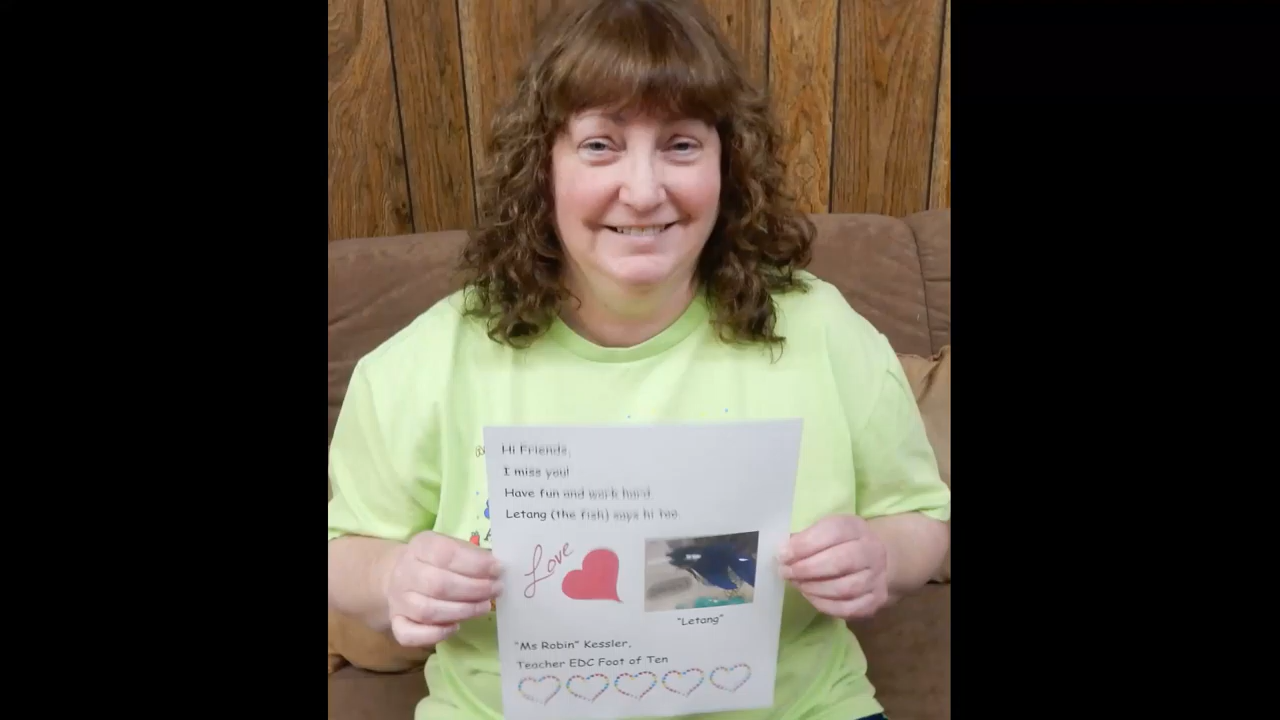 Hi Friends,
I miss you!
Have fun and work hard.
Letang (the fish) says hi too.
Love
"Letang"
"Ms Robin" Kessler,
Teacher EDC Foot of Ten